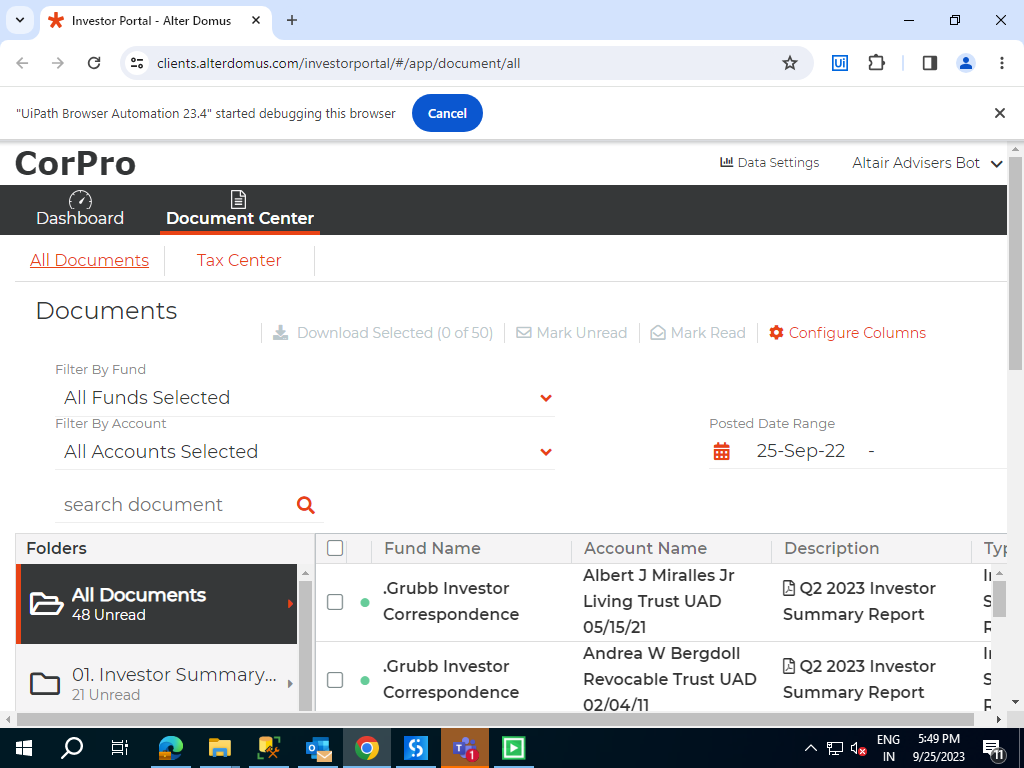 Investor Portal - Alter Domus
clients.alterdomus.com/investorportal/#/app/document/all
Ui
"UiPath Browser Automation 23.4" started debugging this browser
Cancel
CorPro
Data Settings
Altair Advisers Bot
Dashboard
Document Center
All Documents
Tax Center
Documents
Download Selected (0 of 50)
Mark Unread
Mark Read
Configure Columns
Filter By Fund
All Funds Selected
Filter By Account
All Accounts Selected
Posted Date Range
25-Sep-22 -
search document
Folders
Fund Name
Account Name
Description
All Documents
48 Unread
01. Investor Summary...
21 Unread
.Grubb Investor
Correspondence
Albert J Miralles Jr
Living Trust UAD
05/15/21
Q2 2023 Investor
Summary Report
.Grubb Investor
Correspondence
Andrea W Bergdoll
Revocable Trust UAD
02/04/11
Q2 2023 Investor
Summary Report
1
ENG
IN
5:49 PM
9/25/2023
11